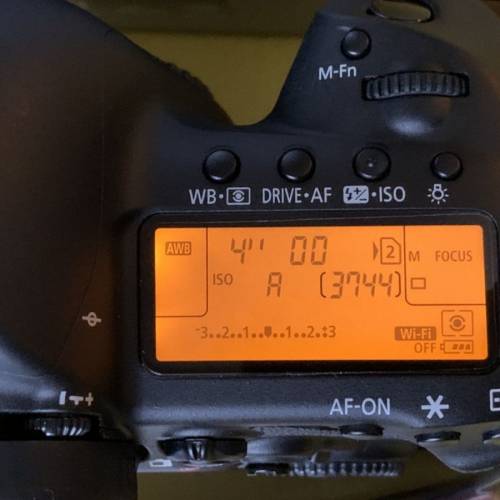 M-Fn
WB• DRIVE•AF •ISO
AWB 4" 00 2 M FOCUS
ISO A (3744)
-3..2..1....1..2.+3 Wi-Fi
OFF
AF-ON